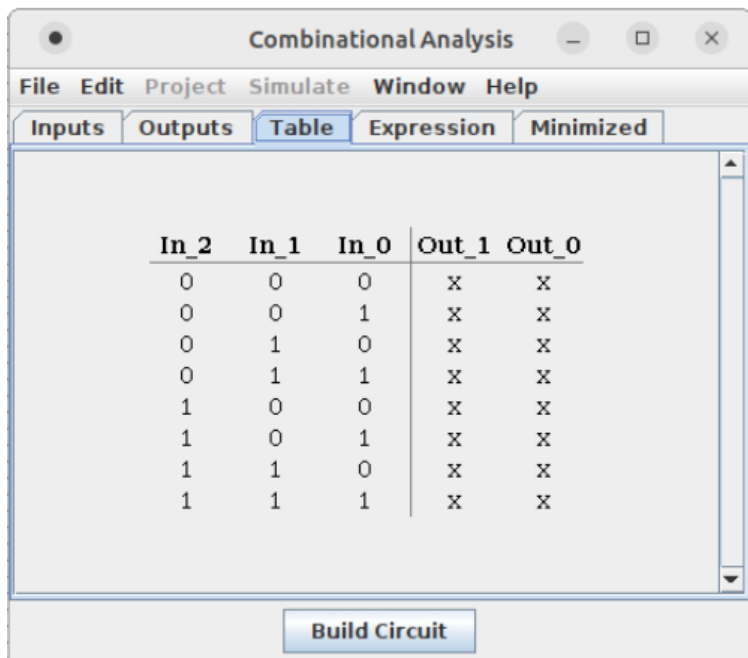 Combinational Analysis
File Edit Project Simulate Window Help
Inputs Outputs Table Expression Minimized
In_2 In_1 In_0 Out_1 Out_0
0 0 0 x x
0 0 1 x x
0 1 0 x x
0 1 1 x x
1 0 0 x x
1 0 1 x x
1 1 0 x x
1 1 1 x x
Build Circuit